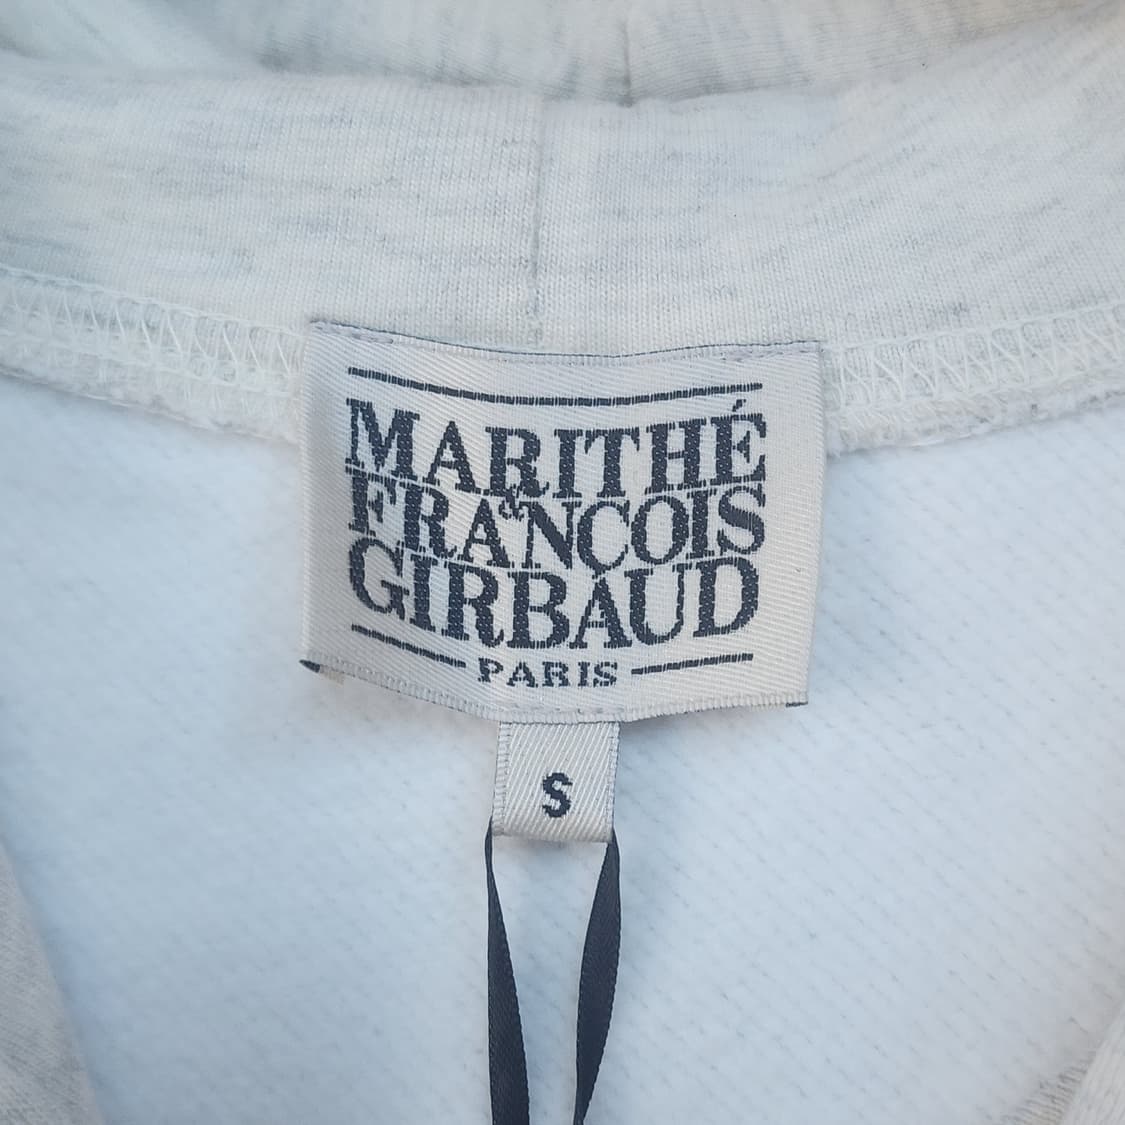 MARITHÉ
&
FRANÇOIS
GIRBAUD
PARIS
S